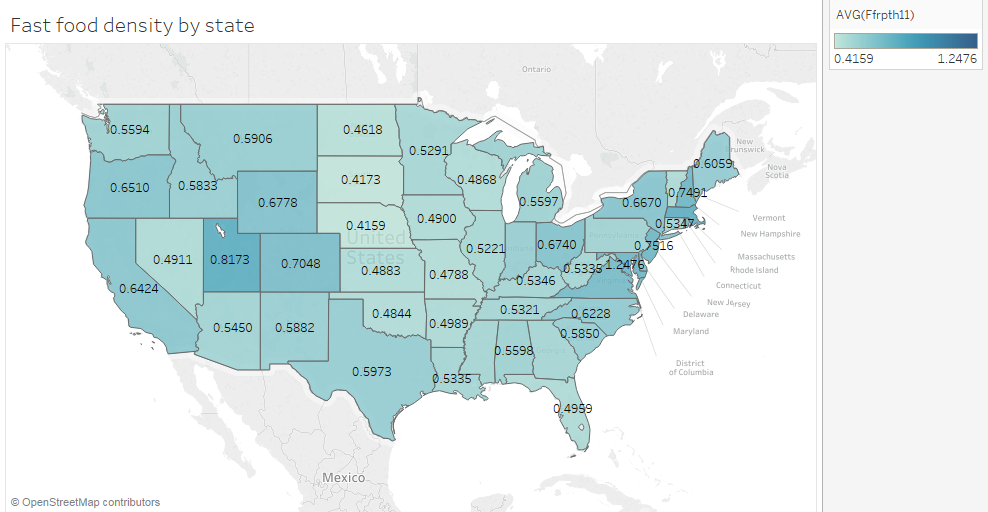 Fast food density by state
AVG(Ffrpth11)
0.4159 1.2476
Ontario
New
Brunswick
Nova
Scotia
0.5594
0.5906
0.4618
0.5291
0.6059
0.6510
0.5833
0.4173
0.4868
0.5597
0.6670
0.7491
0.6778
0.4159
0.4900
0.5347
Vermont
United
States
0.4911
0.8173
0.7048
0.4883
0.5221
0.6740
0.7516
New Hampshire
0.6424
0.4788
0.5346
0.5335
1.2476
Massachusetts
Rhode Island
Connecticut
0.5450
0.5882
0.4844
0.4989
0.5321
0.6228
New Jersey
Delaware
Maryland
0.5973
0.5335
0.5598
0.5850
District
of Columbia
0.4959
Mexico
© OpenStreetMap contributors